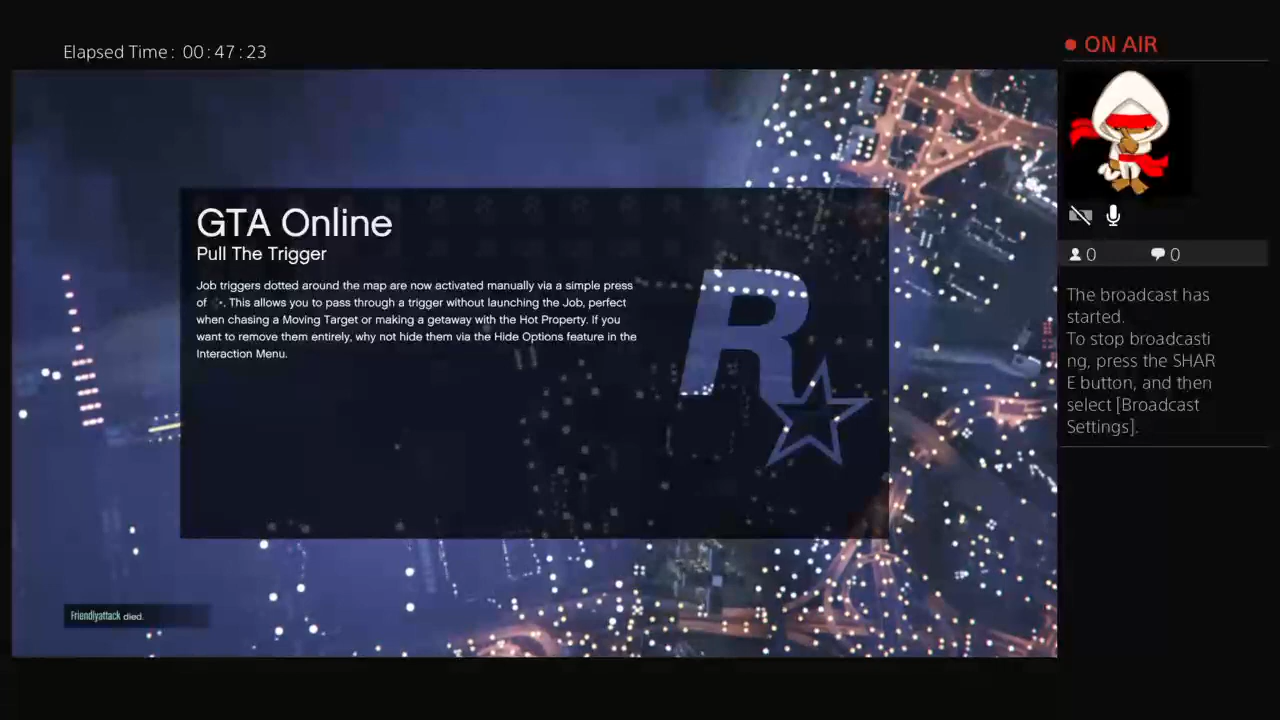 Elapsed Time: 00:47:23
ON AIR
GTA Online
Pull The Trigger
Job triggers dotted around the map are now activated manually via a simple press
of . This allows you to pass through a trigger without launching the Job, perfect
when chasing a Moving Target or making a getaway with the Hot Property. If you
want to remove them entirely, why not hide them via the Hide Options feature in the
Interaction Menu.
R
0 0
The broadcast has
started.
To stop broadcasti
ng, press the SHAR
E button, and then
select [Broadcast
Settings].
Friendlyattack died.